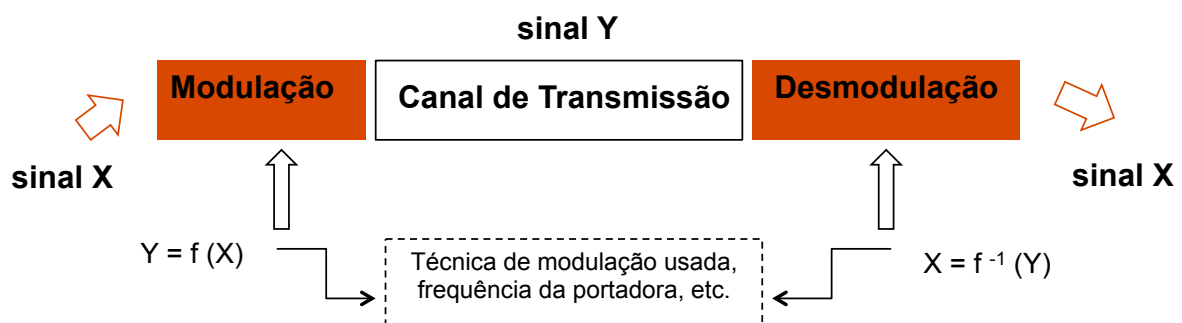 sinal Y
Modulação
Canal de Transmissão
Desmodulação
sinal X
sinal X
Y = f (X)
Técnica de modulação usada,
frequência da portadora, etc.
X = f -1 (Y)